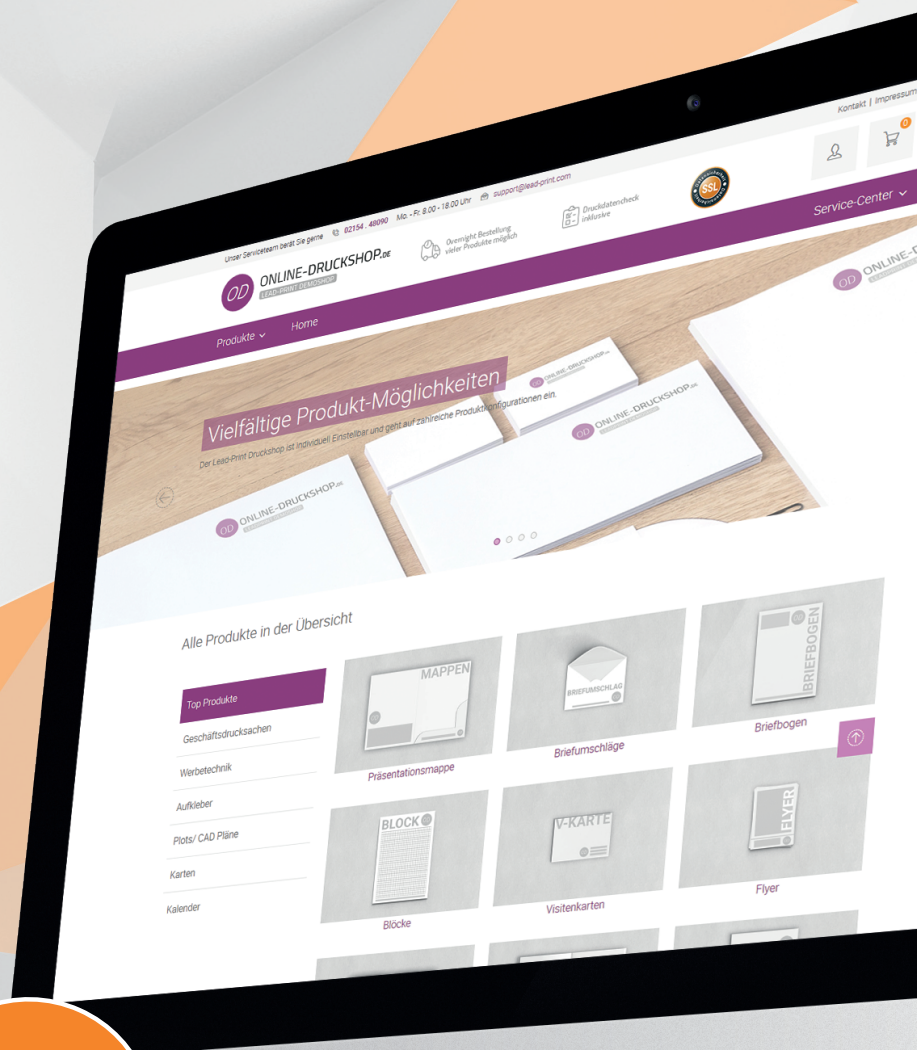 Kontakt | Impressum
Unser Serviceteam berät Sie gerne 02154 . 48090 Mo. - Fr. 8.00 - 18.00 Uhr support@lead-print.com
0
OD ONLINE-DRUCKSHOP.DE
LEAD-PRINT DEMOSHOP
Overnight Bestellung
vieler Produkte möglich
Druckdatencheck
inklusive
SSL
Produkte Home Service-Center
Vielfältige Produkt-Möglichkeiten
Der Lead-Print Druckshop ist individuell Einstellbar und geht auf zahlreiche Produktkonfigurationen ein.
OD ONLINE-DRUCKSHOP.DE
OD ONLINE-DRUCKSHOP.DE
OD ONLINE-DRUCKSHOP.DE
OD ONLINE-D
Alle Produkte in der Übersicht
Top Produkte
Geschäftsdrucksachen
Werbetechnik
Aufkleber
Plots/ CAD Pläne
Karten
Kalender
MAPPEN
Präsentationsmappe
BRIEFUMSCHLAG
Briefumschläge
BRIEFBOGEN
Briefbogen
BLOCK
Blöcke
V-KARTE
Visitenkarten
FLYER
Flyer